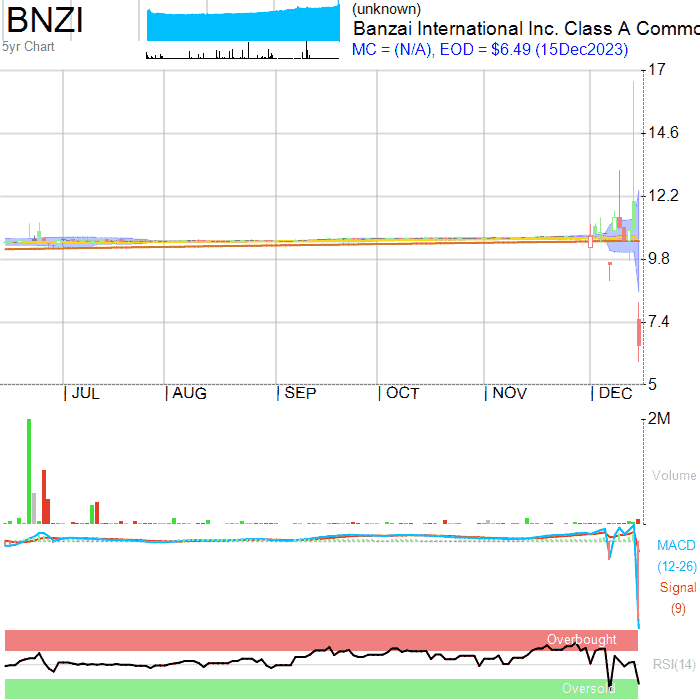 BNZI
5yr Chart
(unknown)
Banzai International Inc. Class A Commo
MC = (N/A), EOD = $6.49 (15Dec2023)
17
14.6
12.2
9.8
7.4
5
JUL AUG SEP OCT NOV DEC
2M
Volume
MACD
(12-26)
Signal
(9)
Overbought
RSI(14)
Oversold